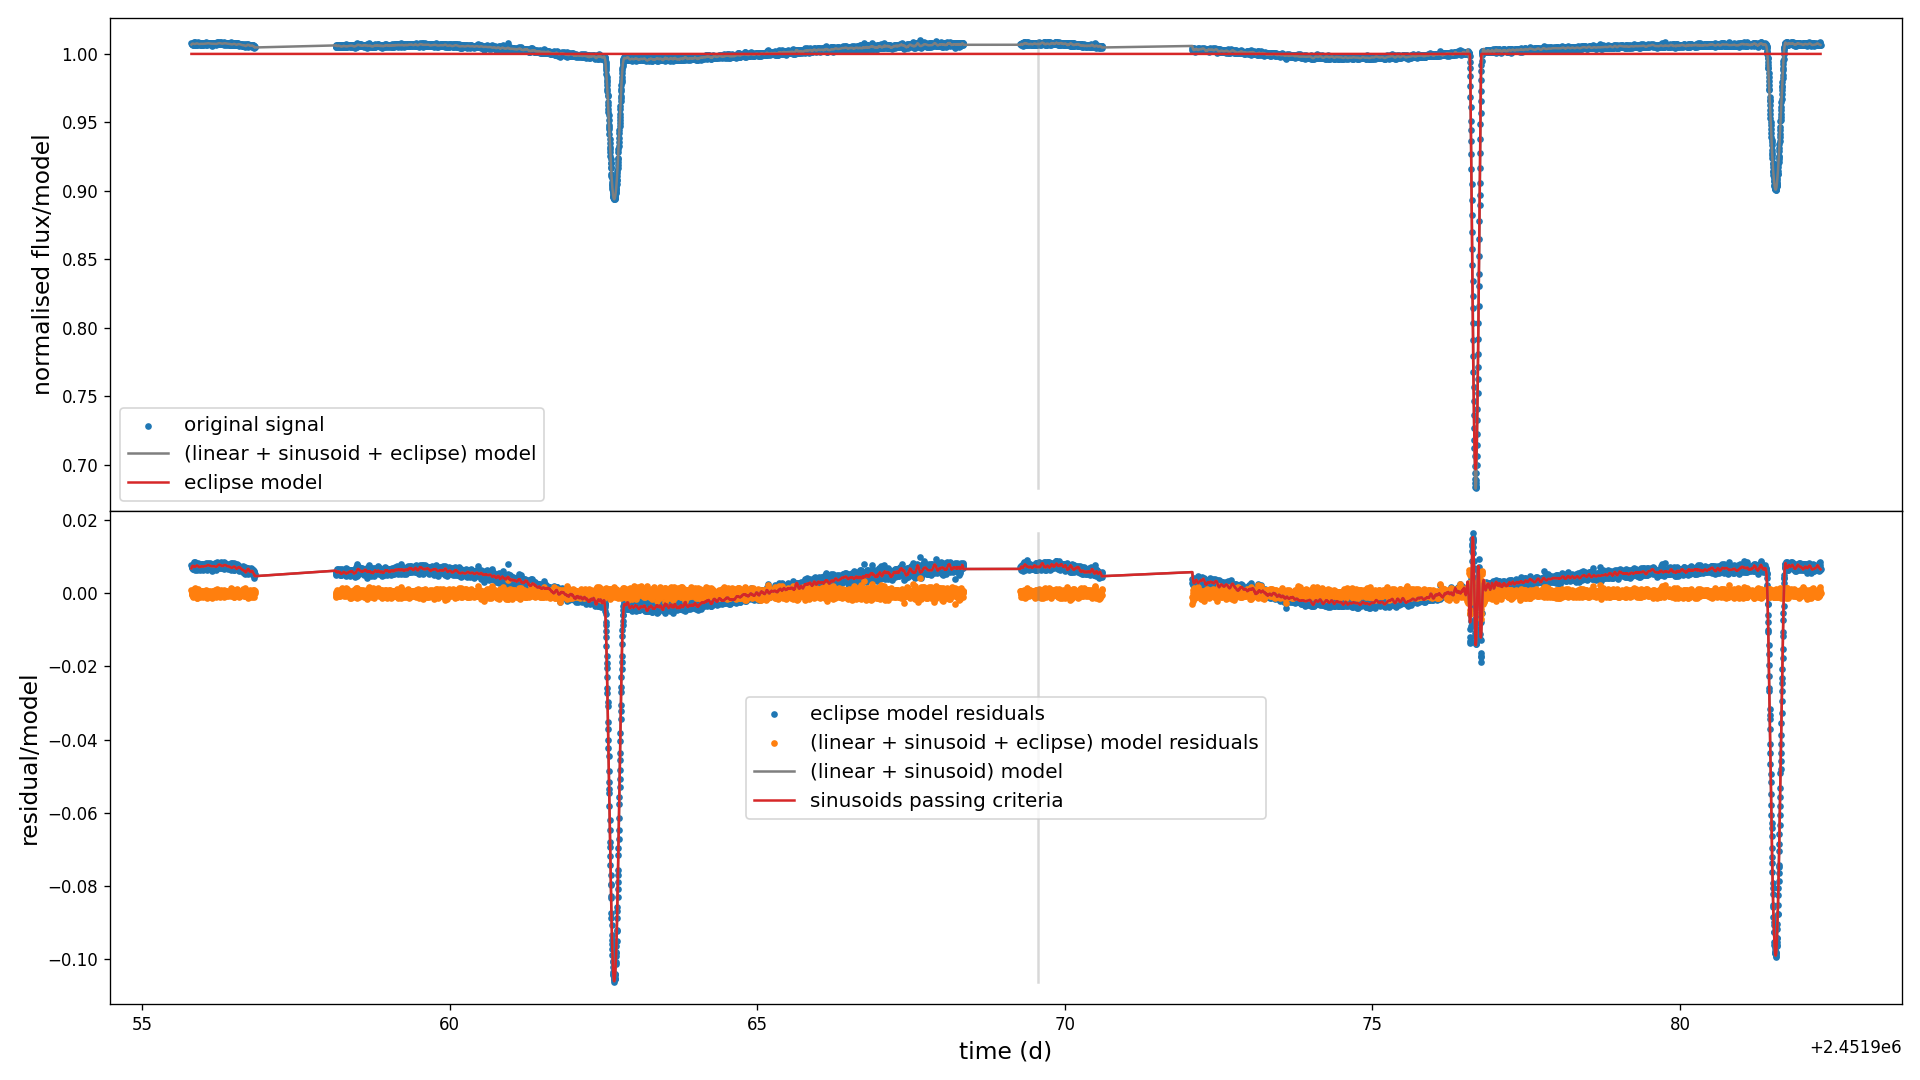 normalised flux/model
1.00
0.95
0.90
0.85
0.80
0.75
0.70
original signal
(linear + sinusoid + eclipse) model
eclipse model
residual/model
0.02
0.00
−0.02
−0.04
−0.06
−0.08
−0.10
eclipse model residuals
(linear + sinusoid + eclipse) model residuals
(linear + sinusoid) model
sinusoids passing criteria
55 60 65 70 75 80
time (d)
+2.4519e6